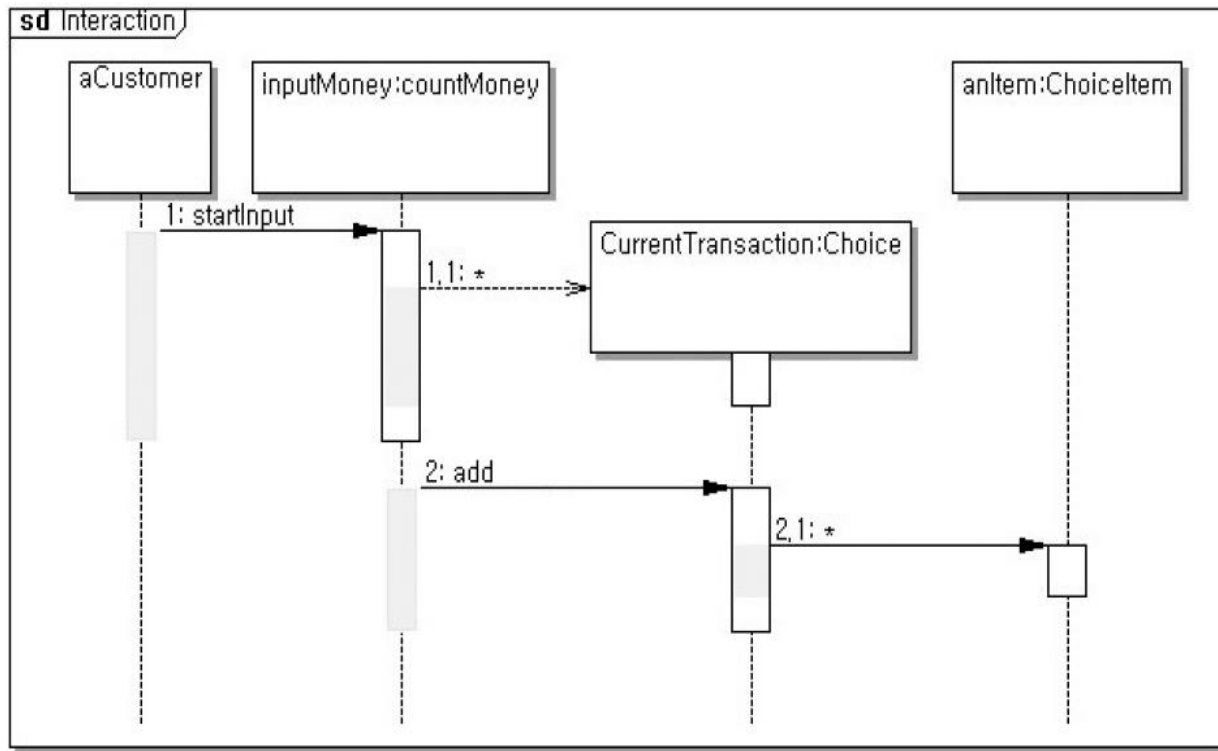 sd Interaction
aCustomer
inputMoney:countMoney
anItem:ChoiceItem
1: startInput
CurrentTransaction:Choice
1,1: *
2: add
2,1: *